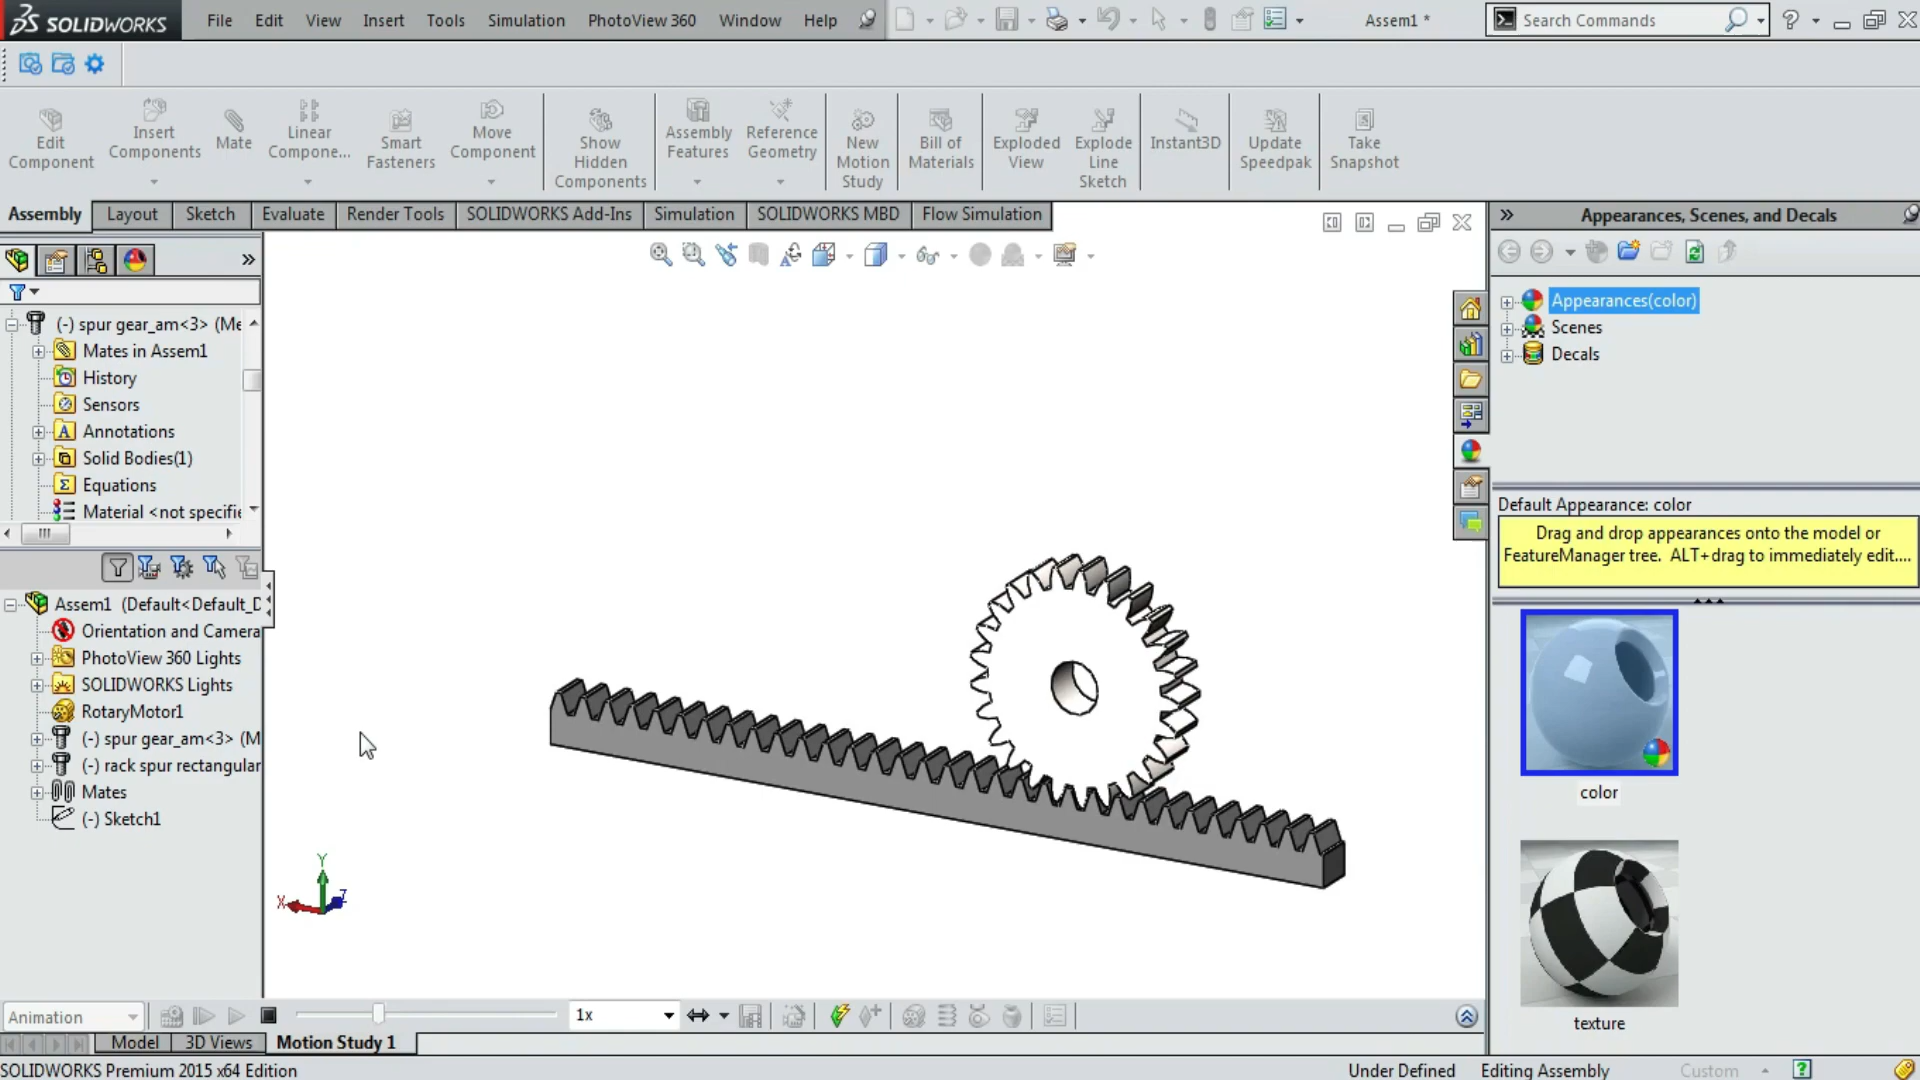 SOLIDWORKS File Edit View Insert Tools Simulation PhotoView 360 Window Help Assem1 * Search Commands ?
Edit Component
Insert Components
Mate
Linear Compone...
Smart Fasteners
Move Component
Show Hidden Components
Assembly Features
Reference Geometry
New Motion Study
Bill of Materials
Exploded View
Explode Line Sketch
Instant3D
Update Speedpak
Take Snapshot
Assembly Layout Sketch Evaluate Render Tools SOLIDWORKS Add-Ins Simulation SOLIDWORKS MBD Flow Simulation
(-) spur gear_am<3> (Me
Mates in Assem1
History
Sensors
Annotations
Solid Bodies(1)
Equations
Material <not specifie
Assem1 (Default<Default_D
Orientation and Camera
PhotoView 360 Lights
SOLIDWORKS Lights
RotaryMotor1
(-) spur gear_am<3> (M
(-) rack spur rectangular
Mates
(-) Sketch1
Y
X Z
Appearances, Scenes, and Decals
Appearances(color)
Scenes
Decals
Default Appearance: color
Drag and drop appearances onto the model or
FeatureManager tree. ALT+drag to immediately edit....
color
texture
Animation 1x
Model 3D Views Motion Study 1
SOLIDWORKS Premium 2015 x64 Edition Under Defined Editing Assembly Custom ?